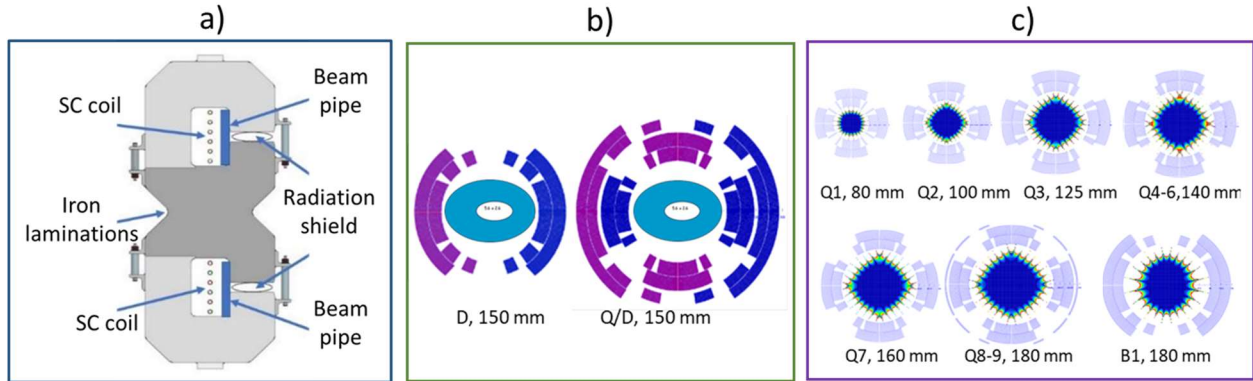 a)
b)
c)
Beam
pipe
SC coil
Iron
laminations
Radiation
shield
SC coil
Beam
pipe
D, 150 mm
Q/D, 150 mm
Q1, 80 mm
Q2, 100 mm
Q3, 125 mm
Q4-6,140 mm
Q7, 160 mm
Q8-9, 180 mm
B1, 180 mm